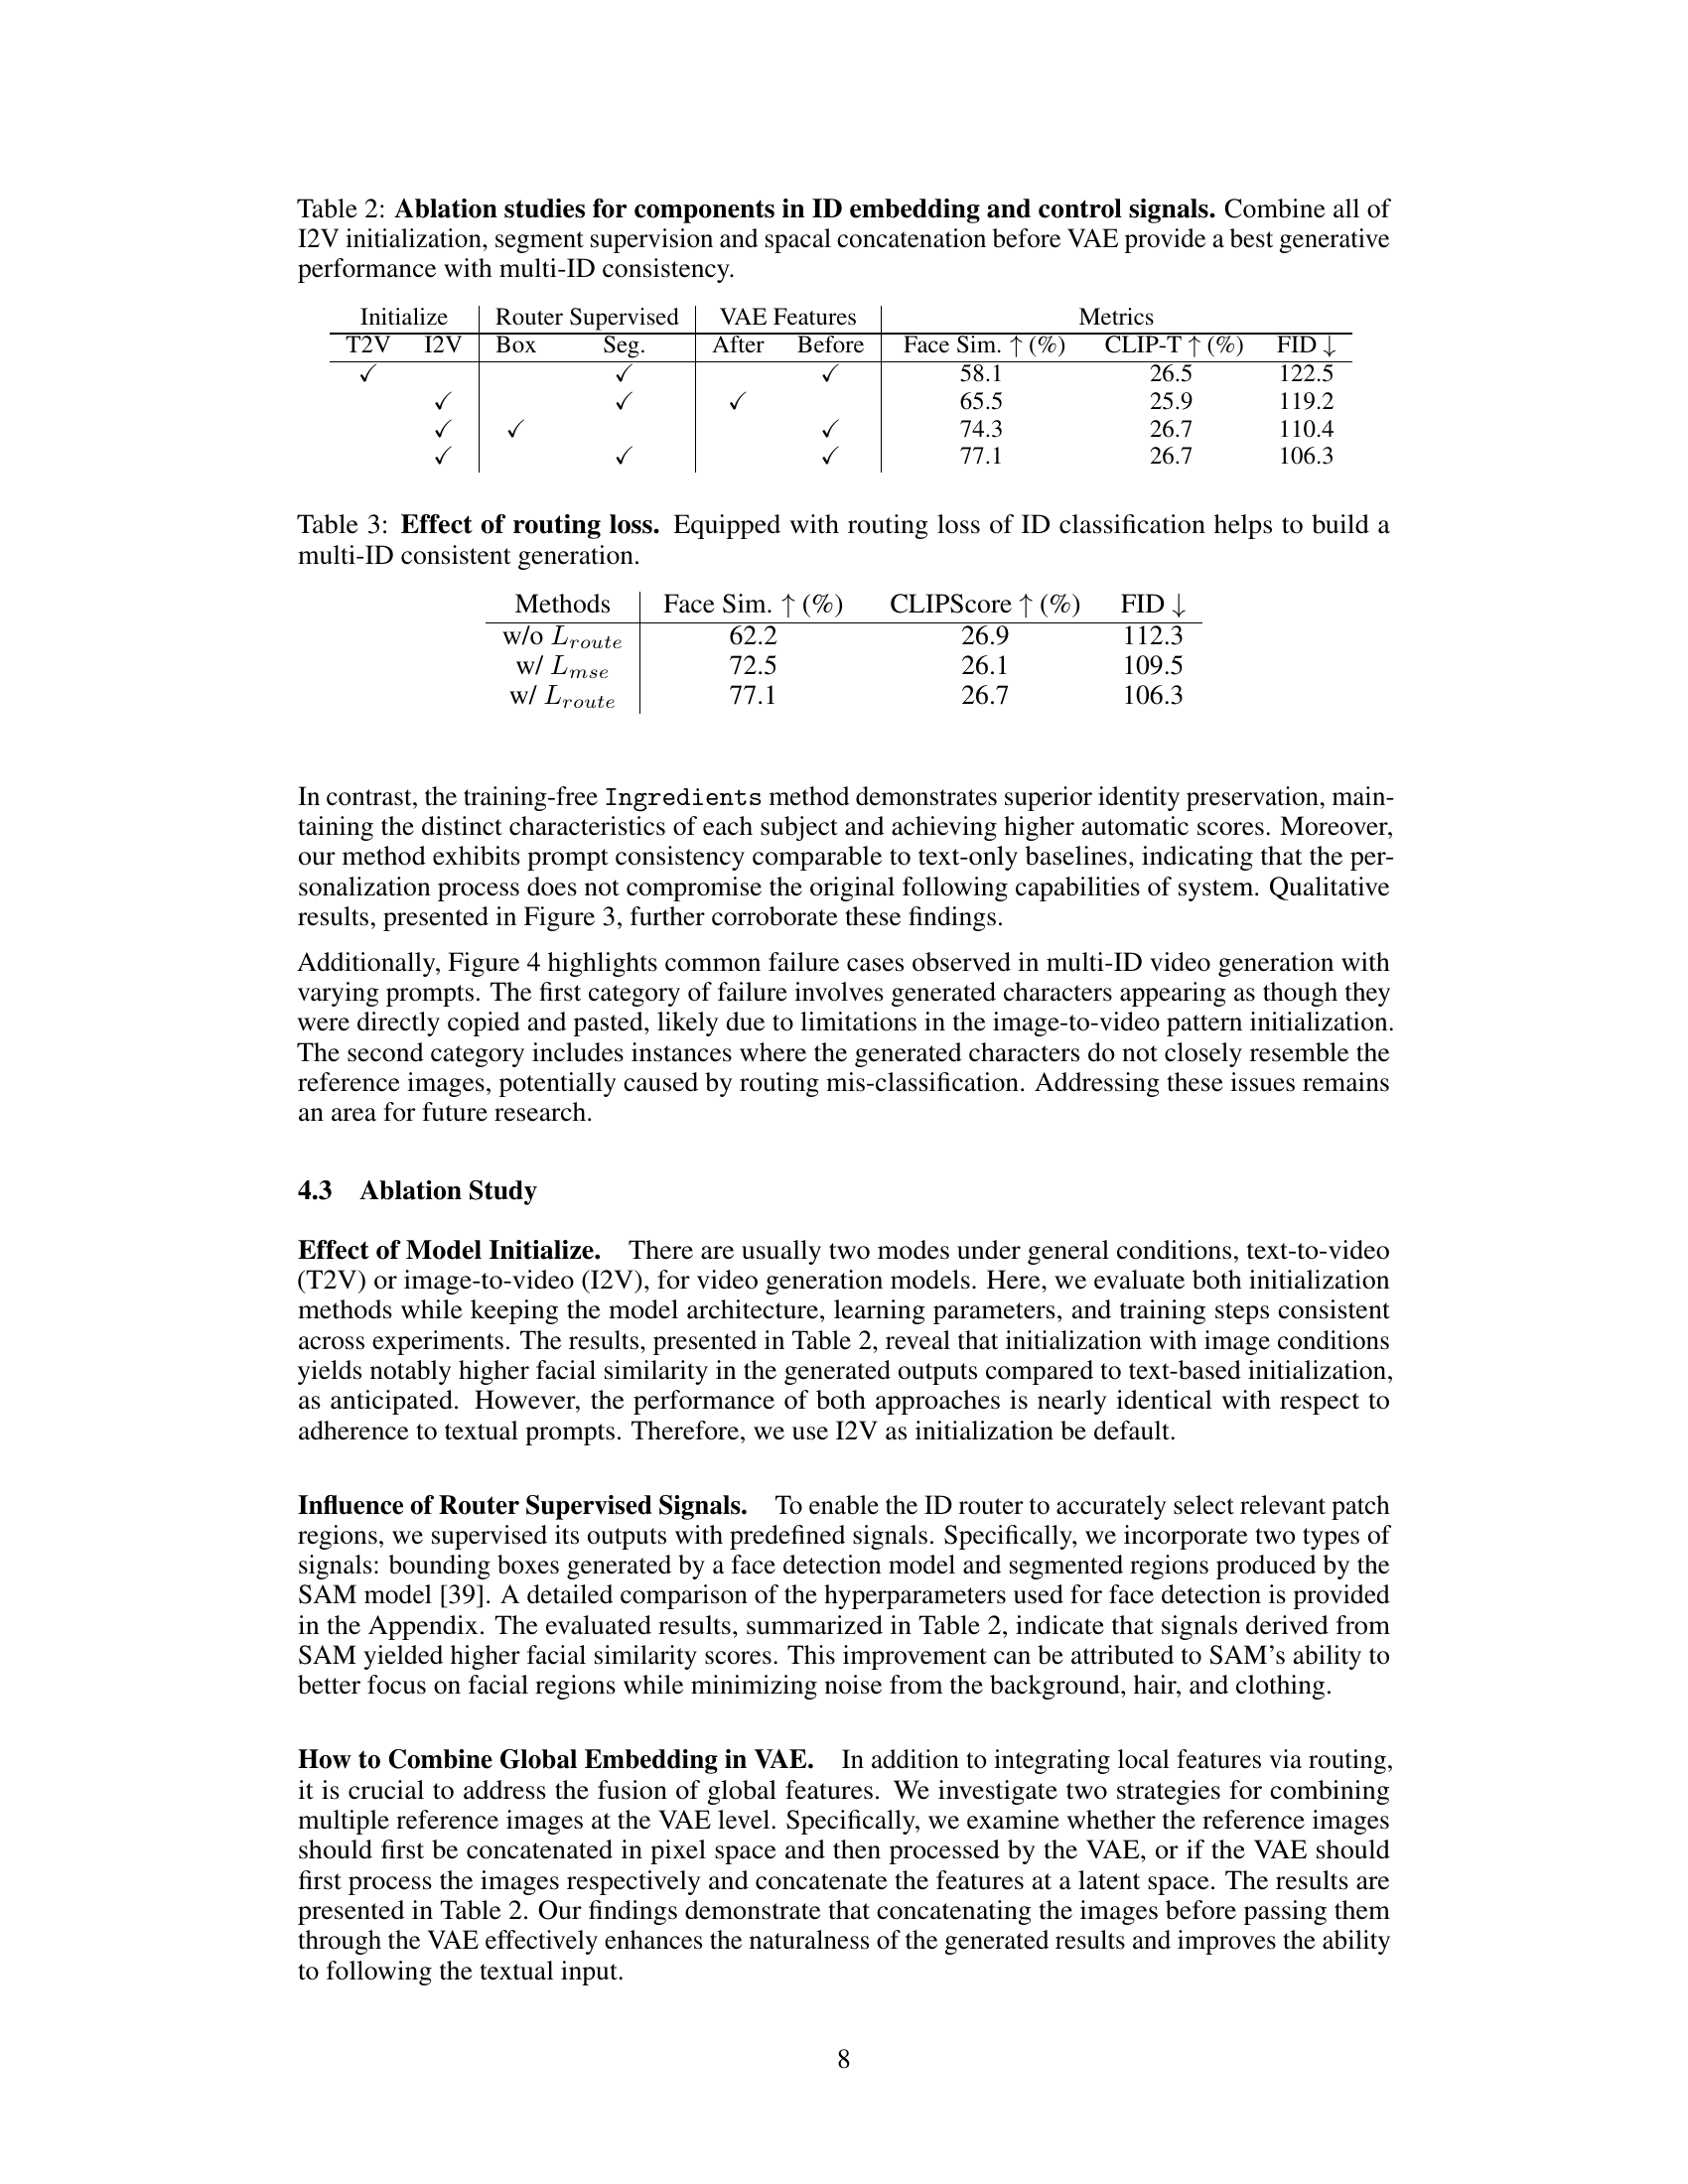 Table 2: Ablation studies for components in ID embedding and control signals. Combine all of
I2V initialization, segment supervision and spacal concatenation before VAE provide a best generative
performance with multi-ID consistency.
Initialize Router Supervised VAE Features Metrics
T2V I2V Box Seg. After Before Face Sim. ↑ (%) CLIP-T ↑ (%) FID ↓
✓ ✓ ✓ 58.1 26.5 122.5
✓ ✓ ✓ 65.5 25.9 119.2
✓ ✓ ✓ 74.3 26.7 110.4
✓ ✓ ✓ 77.1 26.7 106.3
Table 3: Effect of routing loss. Equipped with routing loss of ID classification helps to build a
multi-ID consistent generation.
Methods Face Sim. ↑ (%) CLIPScore ↑ (%) FID ↓
w/o L_route 62.2 26.9 112.3
w/ L_mse 72.5 26.1 109.5
w/ L_route 77.1 26.7 106.3
In contrast, the training-free Ingredients method demonstrates superior identity preservation, main-
taining the distinct characteristics of each subject and achieving higher automatic scores. Moreover,
our method exhibits prompt consistency comparable to text-only baselines, indicating that the per-
sonalization process does not compromise the original following capabilities of system. Qualitative
results, presented in Figure 3, further corroborate these findings.
Additionally, Figure 4 highlights common failure cases observed in multi-ID video generation with
varying prompts. The first category of failure involves generated characters appearing as though they
were directly copied and pasted, likely due to limitations in the image-to-video pattern initialization.
The second category includes instances where the generated characters do not closely resemble the
reference images, potentially caused by routing mis-classification. Addressing these issues remains
an area for future research.
4.3 Ablation Study
Effect of Model Initialize. There are usually two modes under general conditions, text-to-video
(T2V) or image-to-video (I2V), for video generation models. Here, we evaluate both initialization
methods while keeping the model architecture, learning parameters, and training steps consistent
across experiments. The results, presented in Table 2, reveal that initialization with image conditions
yields notably higher facial similarity in the generated outputs compared to text-based initialization,
as anticipated. However, the performance of both approaches is nearly identical with respect to
adherence to textual prompts. Therefore, we use I2V as initialization be default.
Influence of Router Supervised Signals. To enable the ID router to accurately select relevant patch
regions, we supervised its outputs with predefined signals. Specifically, we incorporate two types of
signals: bounding boxes generated by a face detection model and segmented regions produced by the
SAM model [39]. A detailed comparison of the hyperparameters used for face detection is provided
in the Appendix. The evaluated results, summarized in Table 2, indicate that signals derived from
SAM yielded higher facial similarity scores. This improvement can be attributed to SAM's ability to
better focus on facial regions while minimizing noise from the background, hair, and clothing.
How to Combine Global Embedding in VAE. In addition to integrating local features via routing,
it is crucial to address the fusion of global features. We investigate two strategies for combining
multiple reference images at the VAE level. Specifically, we examine whether the reference images
should first be concatenated in pixel space and then processed by the VAE, or if the VAE should
first process the images respectively and concatenate the features at a latent space. The results are
presented in Table 2. Our findings demonstrate that concatenating the images before passing them
through the VAE effectively enhances the naturalness of the generated results and improves the ability
to following the textual input.
8